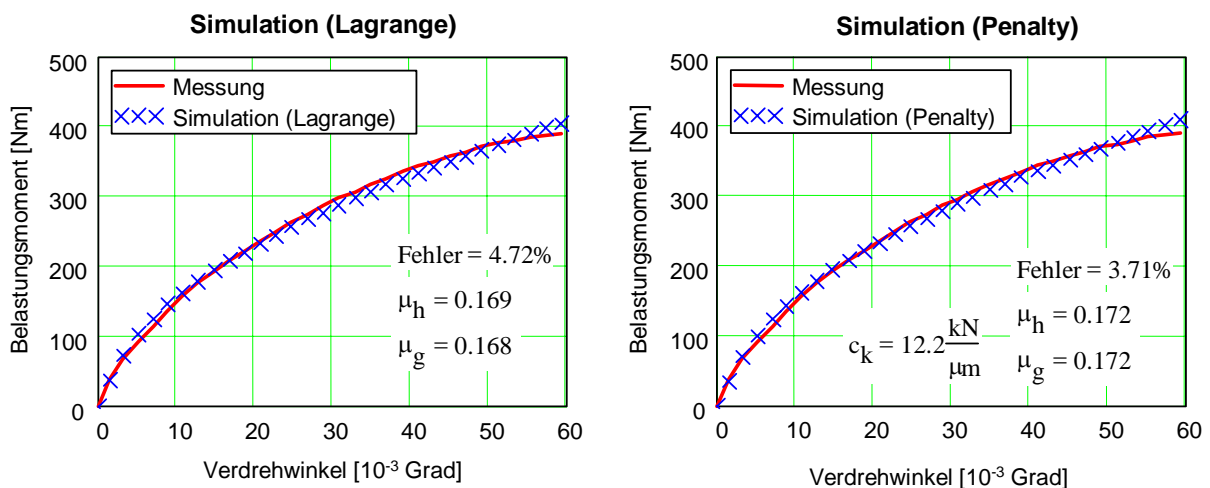 Simulation (Lagrange)
500
400
300
200
100
0
Belastungsmoment [Nm]
Messung
Simulation (Lagrange)
Fehler = 4.72%
μh = 0.169
μg = 0.168
0 10 20 30 40 50 60
Verdrehwinkel [10-3 Grad]
Simulation (Penalty)
500
400
300
200
100
0
Belastungsmoment [Nm]
Messung
Simulation (Penalty)
Fehler = 3.71%
μh = 0.172
ck = 12.2 kN/μm
μg = 0.172
0 10 20 30 40 50 60
Verdrehwinkel [10-3 Grad]